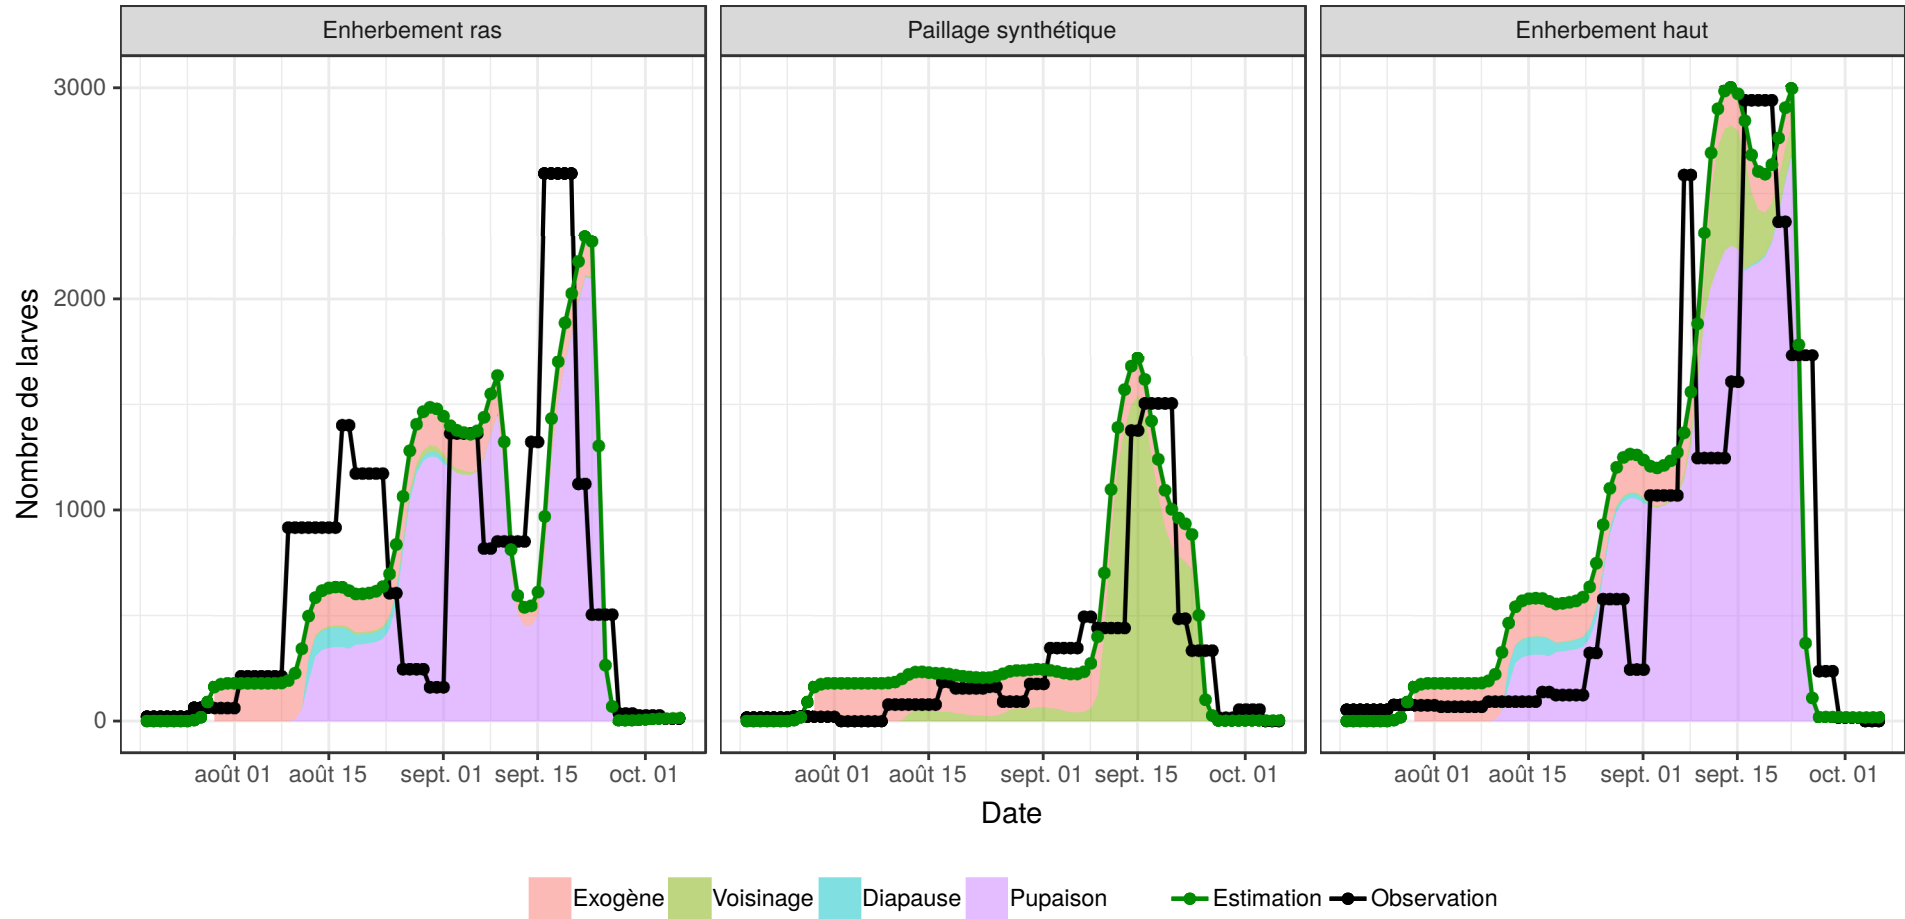 Enherbement ras
Paillage synthétique
Enherbement haut
Nombre de larves
3000
2000
1000
0
août 01 août 15 sept. 01 sept. 15 oct. 01
août 01 août 15 sept. 01 sept. 15 oct. 01
août 01 août 15 sept. 01 sept. 15 oct. 01
Date
Exogène Voisinage Diapause Pupaison Estimation Observation